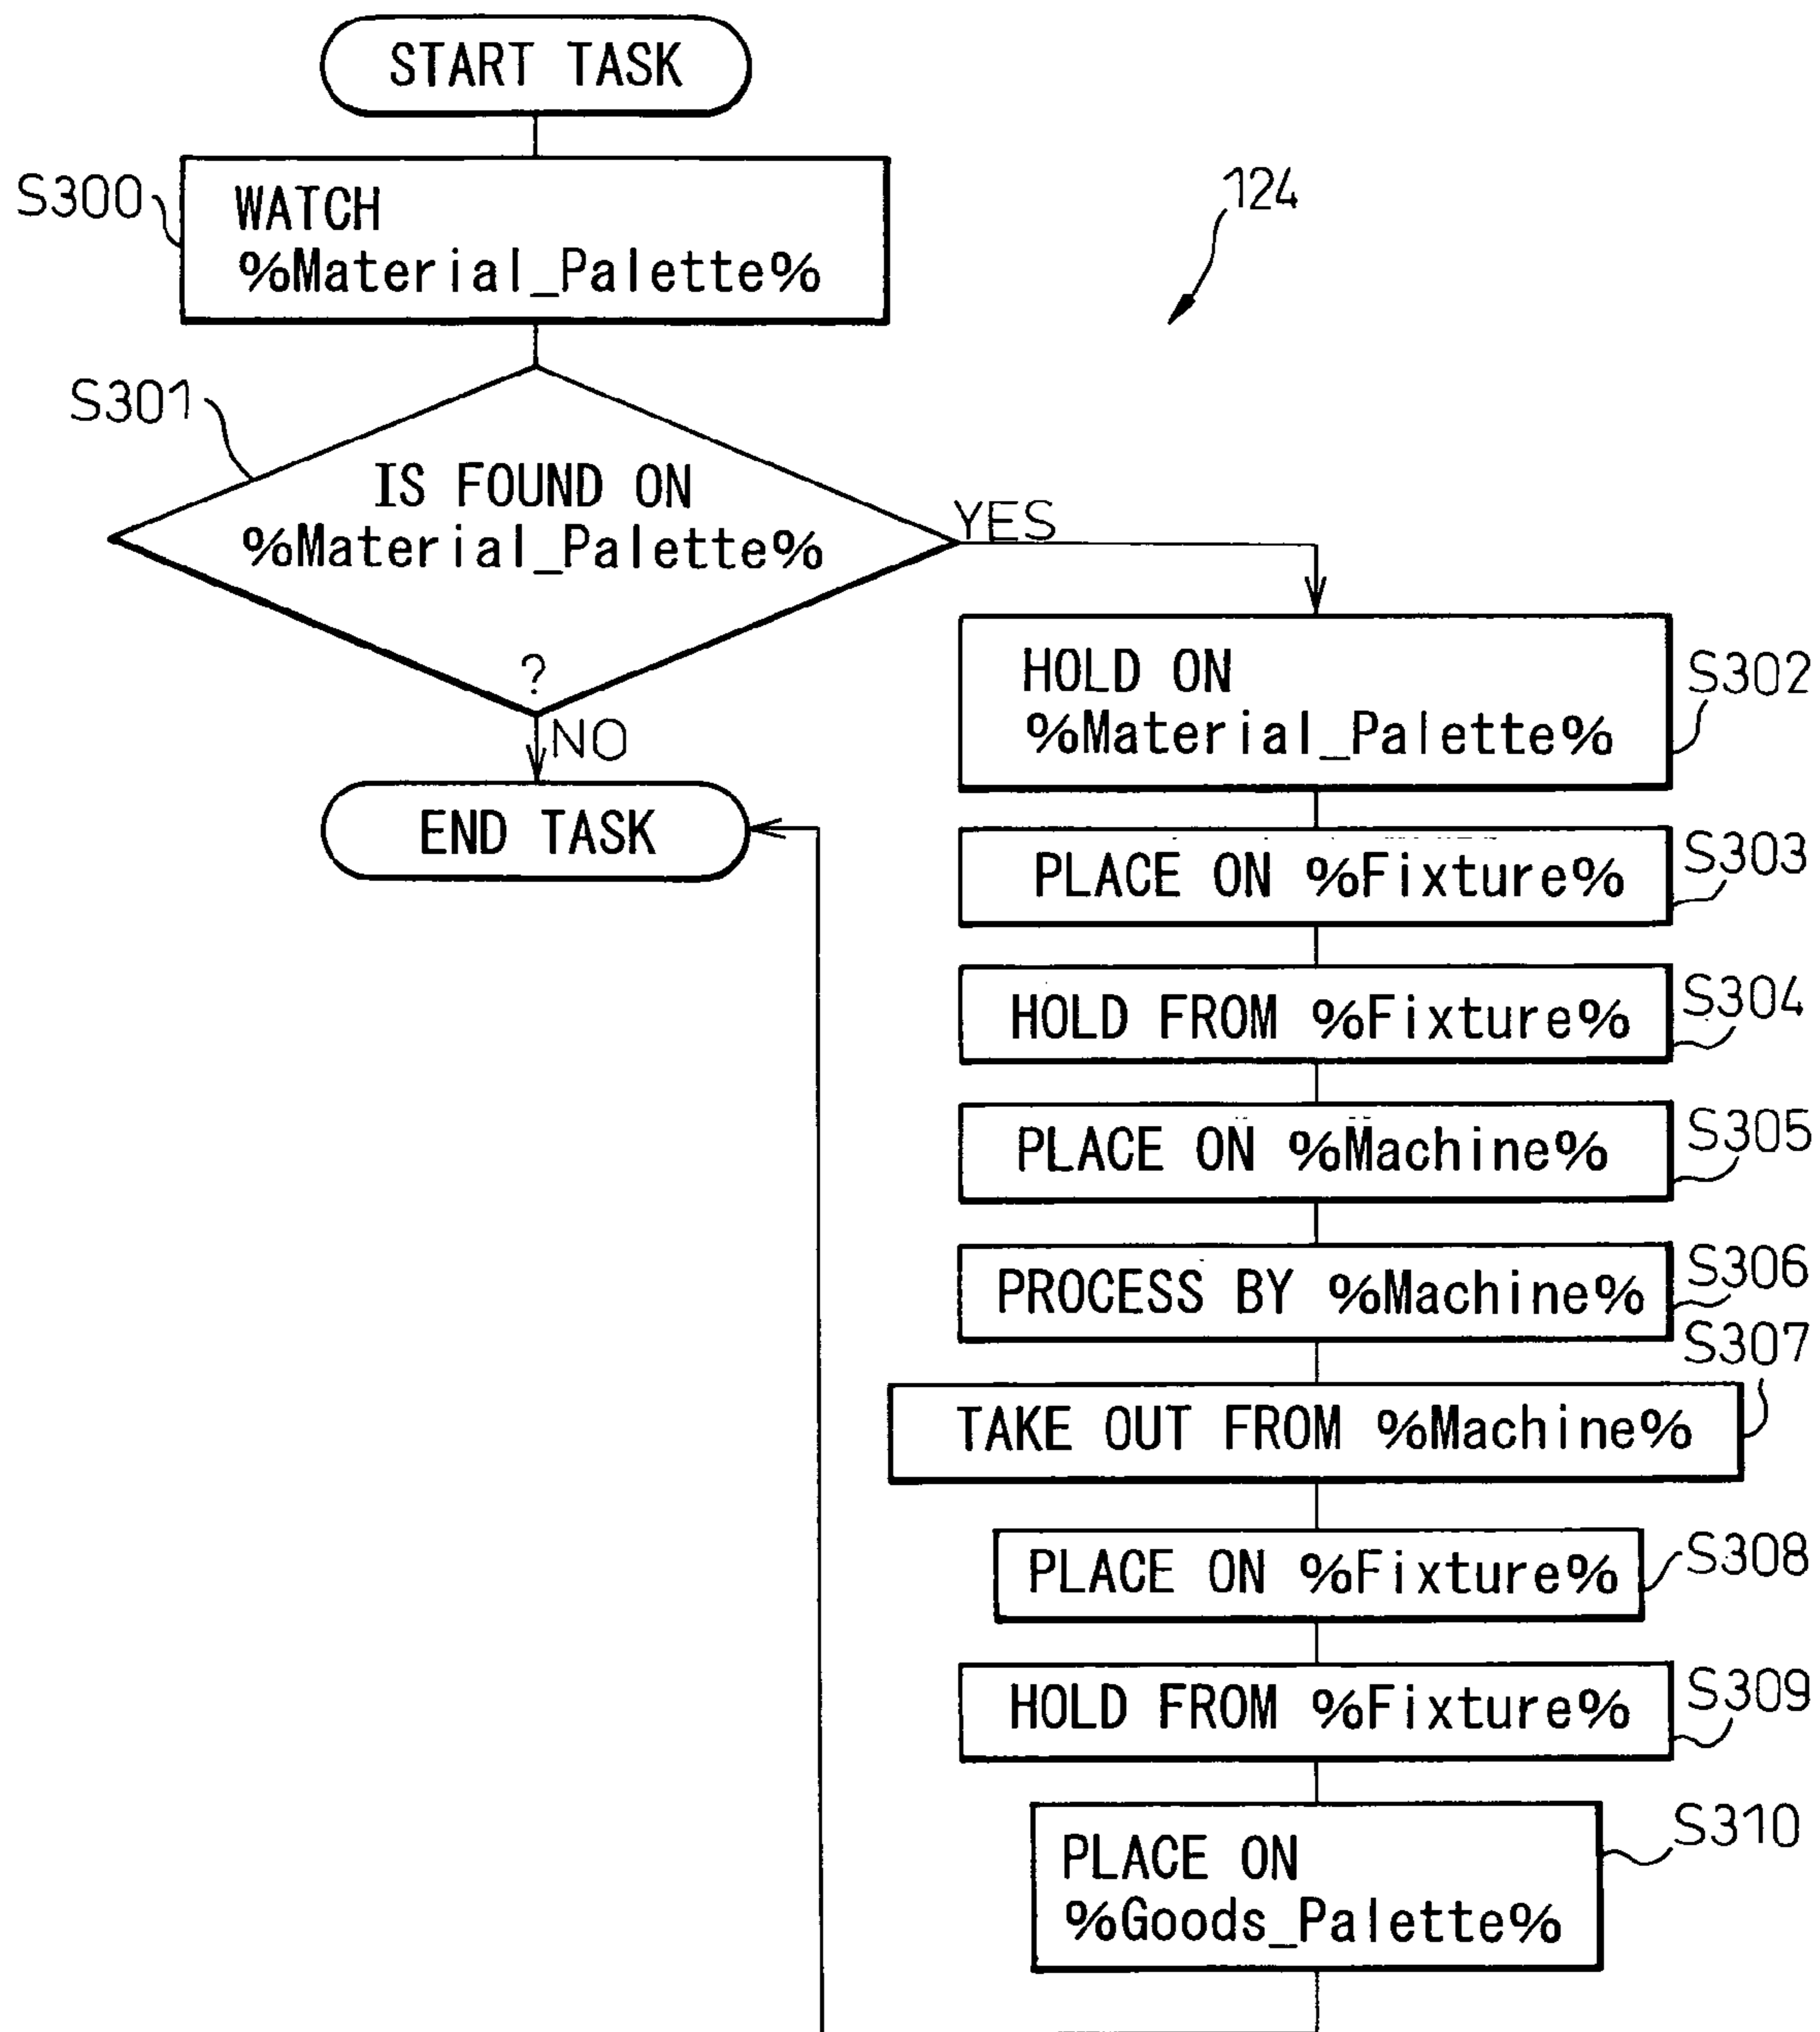 START TASK
S300
WATCH
%Material_Palette%
124
S301
IS FOUND ON
%Material_Palette%
?
YES
NO
END TASK
HOLD ON
%Material_Palette%
S302
PLACE ON %Fixture%
S303
HOLD FROM %Fixture%
S304
PLACE ON %Machine%
S305
PROCESS BY %Machine%
S306
TAKE OUT FROM %Machine%
S307
PLACE ON %Fixture%
S308
HOLD FROM %Fixture%
S309
PLACE ON
%Goods_Palette%
S310